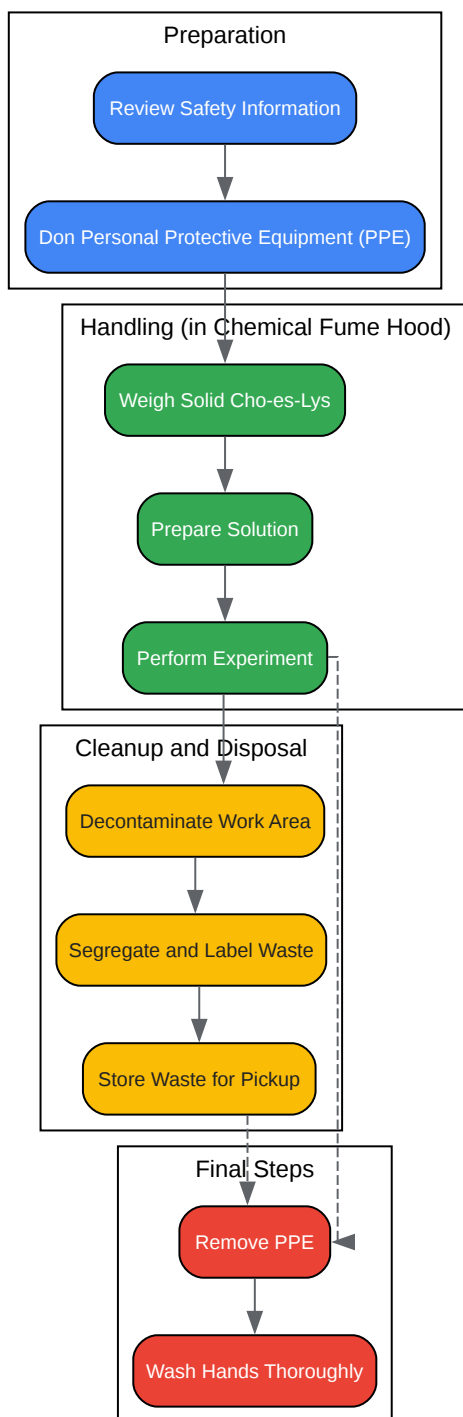 Preparation
Review Safety Information
Don Personal Protective Equipment (PPE)
Handling (in Chemical Fume Hood)
Weigh Solid Cho-es-Lys
Prepare Solution
Perform Experiment
Cleanup and Disposal
Decontaminate Work Area
Segregate and Label Waste
Store Waste for Pickup
Final Steps
Remove PPE
Wash Hands Thoroughly